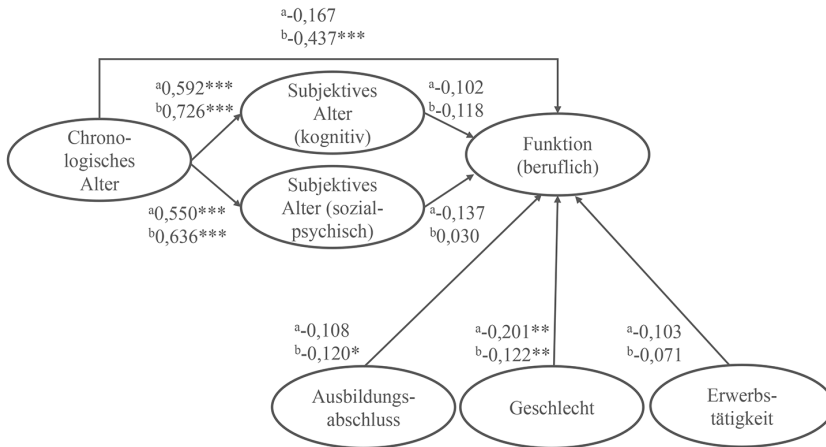 ᵃ-0,167
ᵇ-0,437***
ᵃ0,592***
ᵇ0,726***
Subjektives
Alter
(kognitiv)
ᵃ-0,102
ᵇ-0,118
Chrono-
logisches
Alter
Funktion
(beruflich)
ᵃ0,550***
ᵇ0,636***
Subjektives
Alter (sozial-
psychisch)
ᵃ-0,137
ᵇ0,030
ᵃ-0,108
ᵇ-0,120*
ᵃ-0,201**
ᵇ-0,122**
ᵃ-0,103
ᵇ-0,071
Ausbildungs-
abschluss
Geschlecht
Erwerbs-
tätigkeit